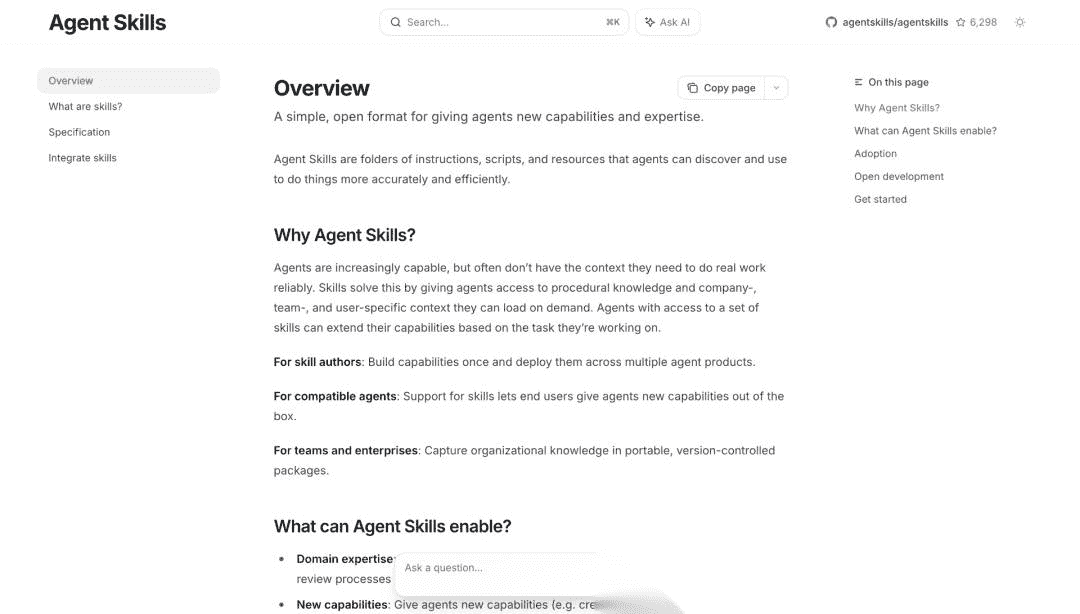 Agent Skills
Search...
⌘K
Ask AI
agentskills/agentskills
6,298
Overview
What are skills?
Specification
Integrate skills
Overview
Copy page
A simple, open format for giving agents new capabilities and expertise.
Agent Skills are folders of instructions, scripts, and resources that agents can discover and use
to do things more accurately and efficiently.
Why Agent Skills?
Agents are increasingly capable, but often don’t have the context they need to do real work
reliably. Skills solve this by giving agents access to procedural knowledge and company-,
team-, and user-specific context they can load on demand. Agents with access to a set of
skills can extend their capabilities based on the task they’re working on.
For skill authors: Build capabilities once and deploy them across multiple agent products.
For compatible agents: Support for skills lets end users give agents new capabilities out of the
box.
For teams and enterprises: Capture organizational knowledge in portable, version-controlled
packages.
What can Agent Skills enable?
Domain expertise:
review processes
Ask a question...
New capabilities: Give agents new capabilities (e.g.
On this page
Why Agent Skills?
What can Agent Skills enable?
Adoption
Open development
Get started